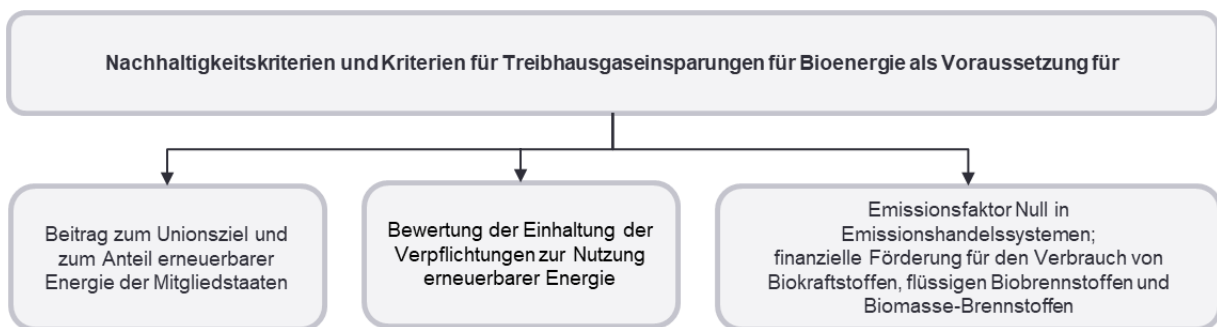 Nachhaltigkeitskriterien und Kriterien für Treibhausgaseinsparungen für Bioenergie als Voraussetzung für
Beitrag zum Unionsziel und
zum Anteil erneuerbarer
Energie der Mitgliedstaaten
Bewertung der Einhaltung der
Verpflichtungen zur Nutzung
erneuerbarer Energie
Emissionsfaktor Null in
Emissionshandelssystemen;
finanzielle Förderung für den Verbrauch von
Biokraftstoffen, flüssigen Biobrennstoffen und
Biomasse-Brennstoffen